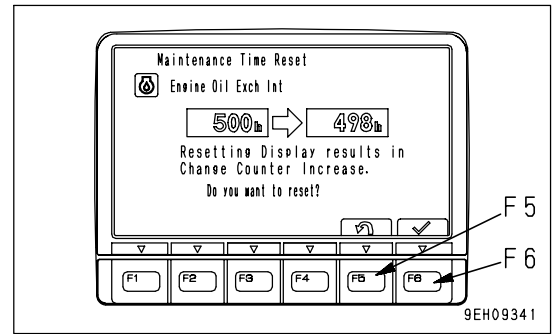 Maintenance Time Reset
Engine Oil Exch Int
500h 498h
Resetting Display results in
Change Counter Increase.
Do you want to reset?
F5
F6
F1 F2 F3 F4 F5 F6
9EH09341